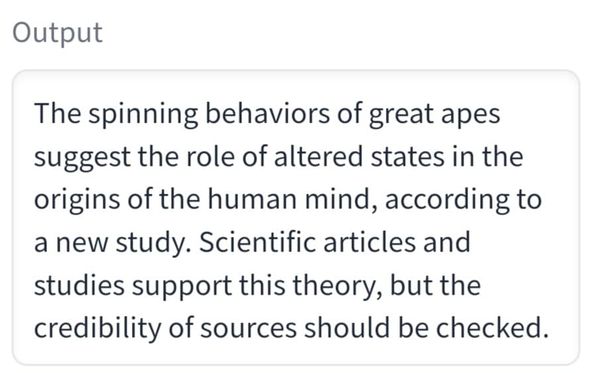 Output
The spinning behaviors of great apes
suggest the role of altered states in the
origins of the human mind, according to
a new study. Scientific articles and
studies support this theory, but the
credibility of sources should be checked.